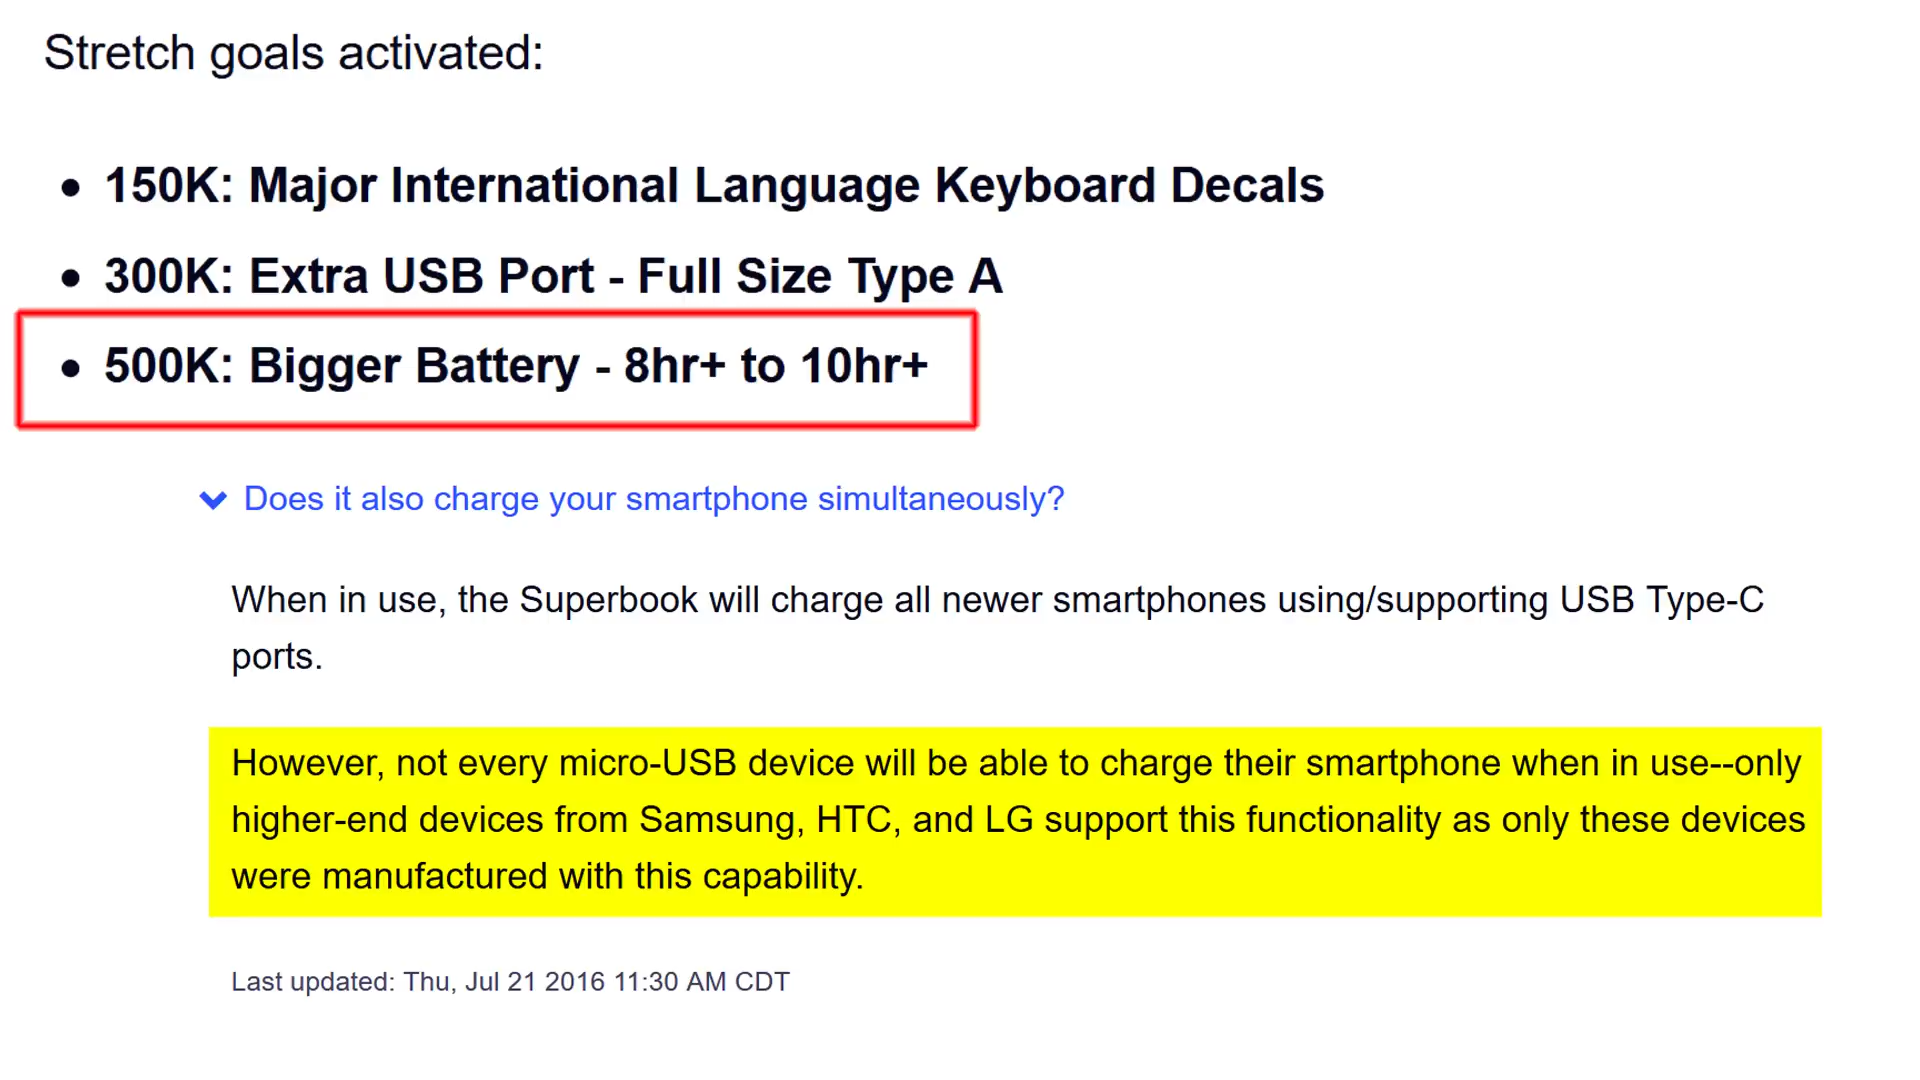 Stretch goals activated:
• 150K: Major International Language Keyboard Decals
• 300K: Extra USB Port - Full Size Type A
• 500K: Bigger Battery - 8hr+ to 10hr+
Does it also charge your smartphone simultaneously?
When in use, the Superbook will charge all newer smartphones using/supporting USB Type-C
ports.
However, not every micro-USB device will be able to charge their smartphone when in use--only
higher-end devices from Samsung, HTC, and LG support this functionality as only these devices
were manufactured with this capability.
Last updated: Thu, Jul 21 2016 11:30 AM CDT